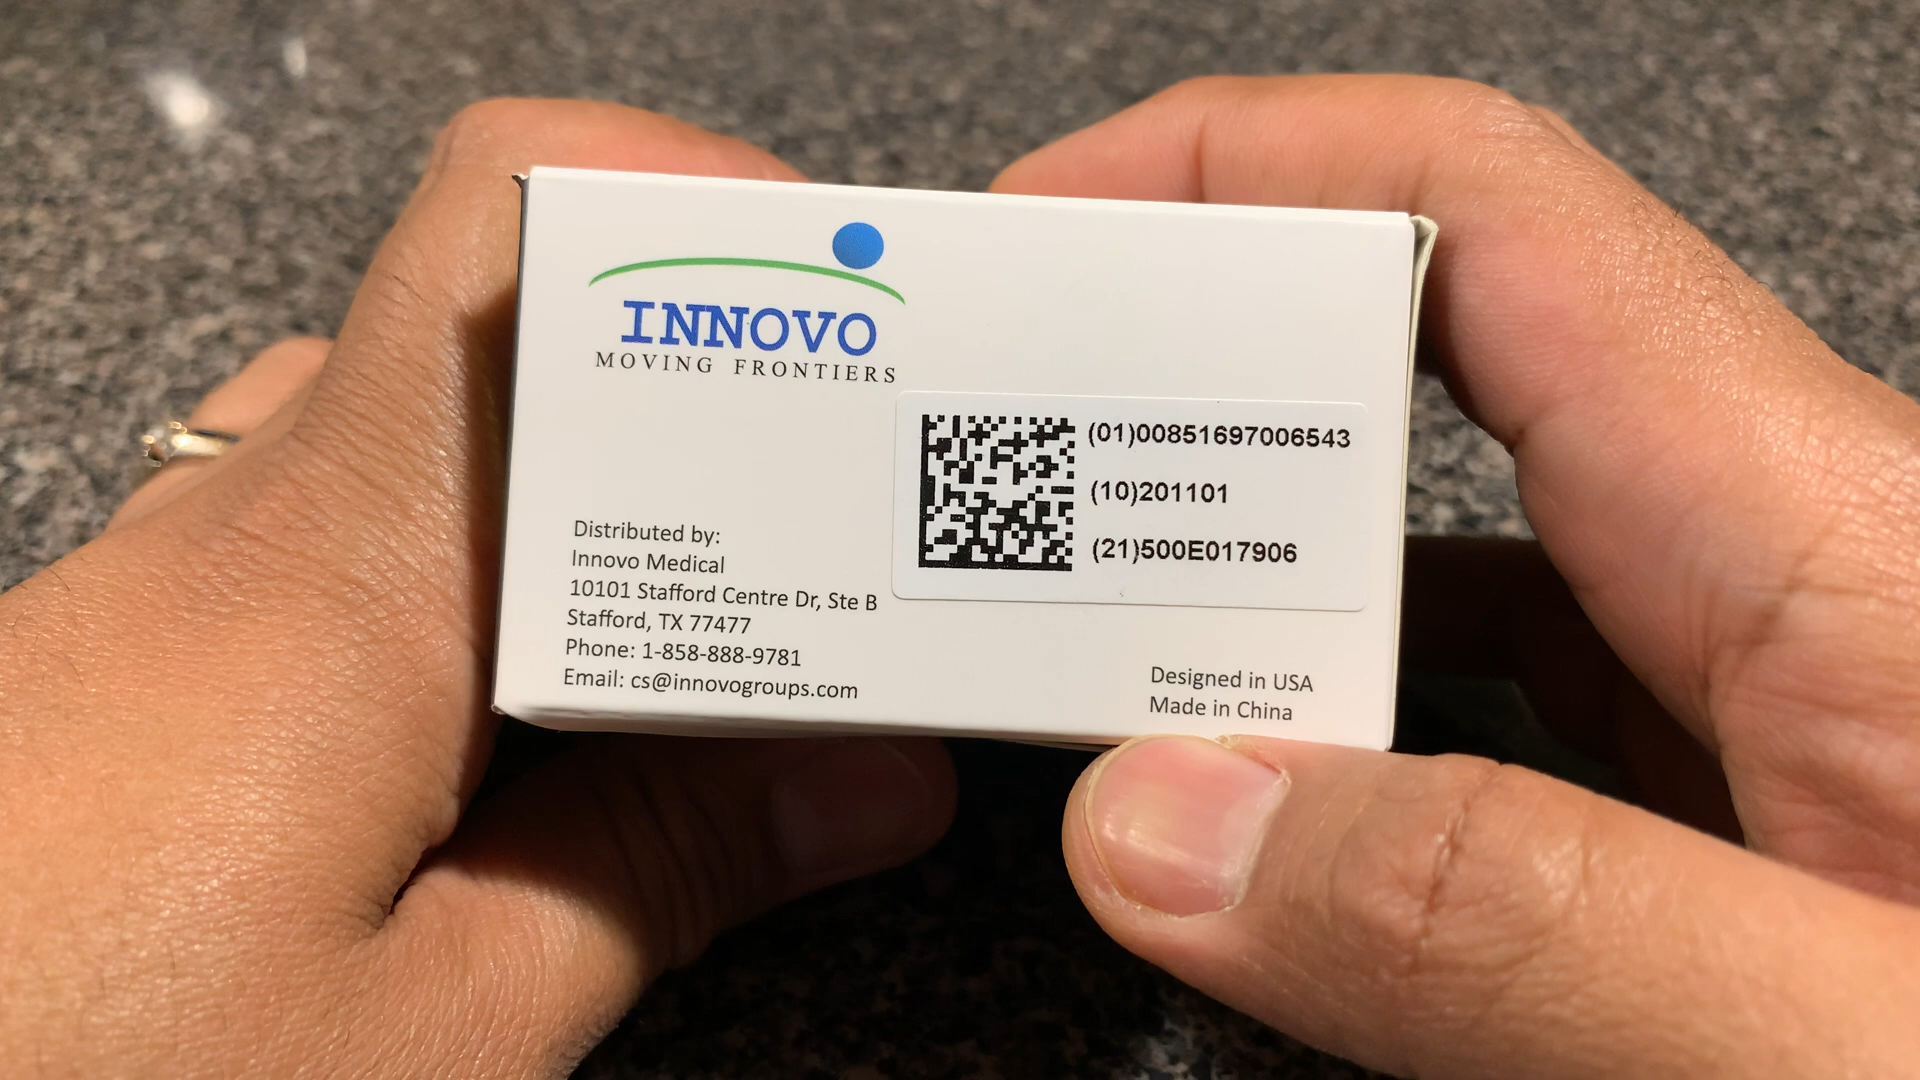 INNOVO
MOVING FRONTIERS
(01)00851697006543
(10)201101
(21)500E017906
Distributed by:
Innovo Medical
10101 Stafford Centre Dr, Ste B
Stafford, TX 77477
Phone: 1-858-888-9781
Email: cs@innovogroups.com
Designed in USA
Made in China